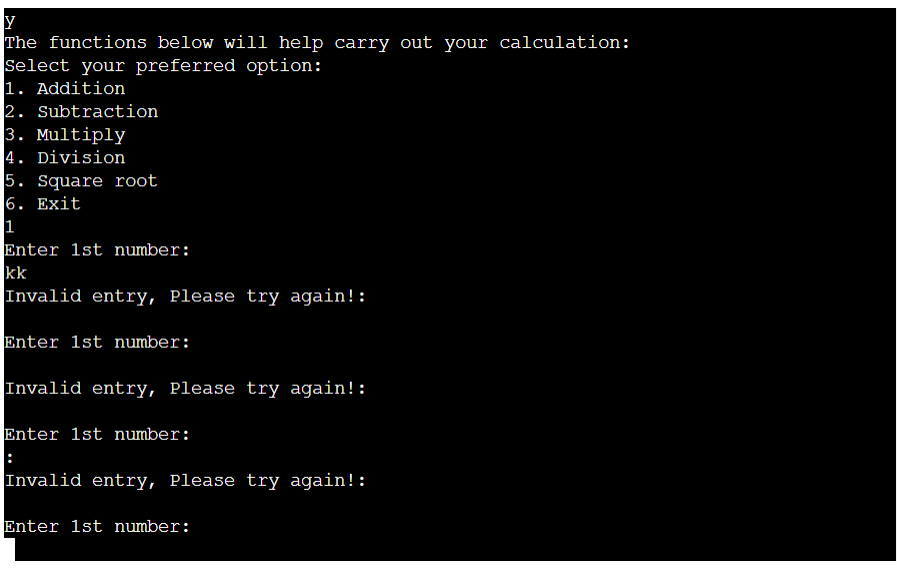 y
The functions below will help carry out your calculation:
Select your preferred option:
1. Addition
2. Subtraction
3. Multiply
4. Division
5. Square root
6. Exit
1
Enter 1st number:
kk
Invalid entry, Please try again!:
Enter 1st number:
Invalid entry, Please try again!:
Enter 1st number:
:
Invalid entry, Please try again!:
Enter 1st number: